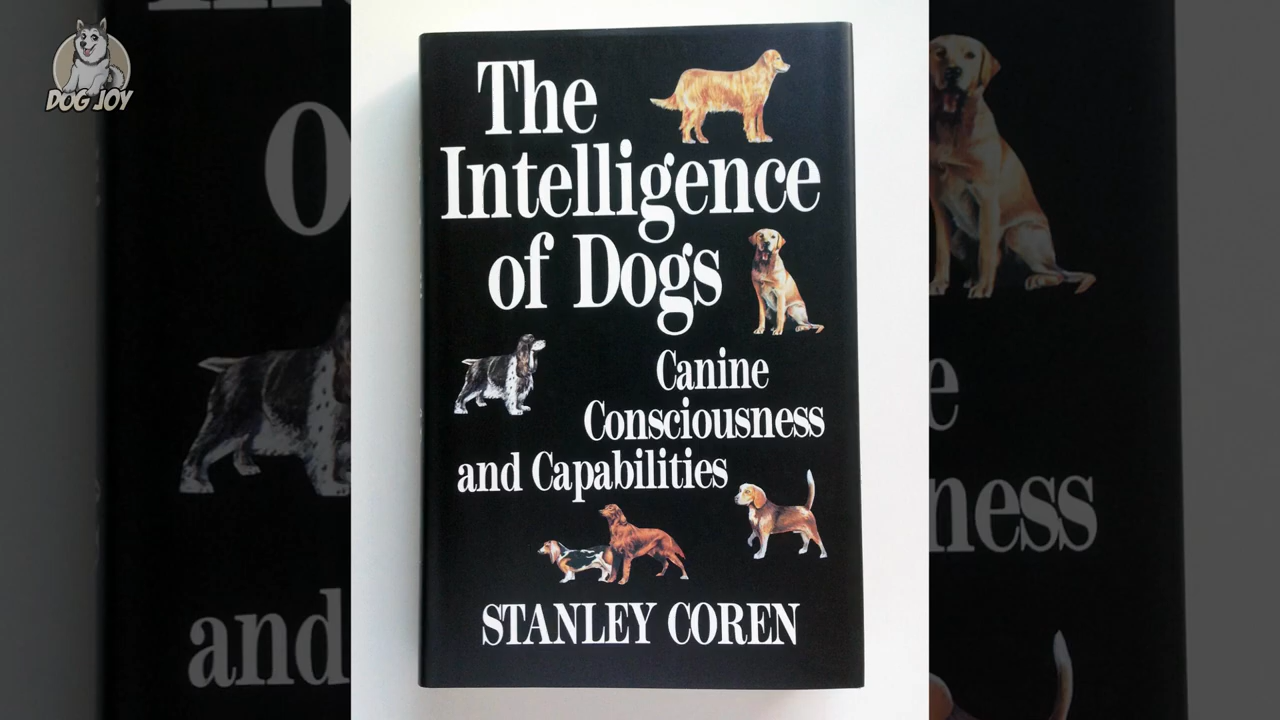 DOG JOY
The
Intelligence
of Dogs
Canine
Consciousness
and Capabilities
STANLEY COREN